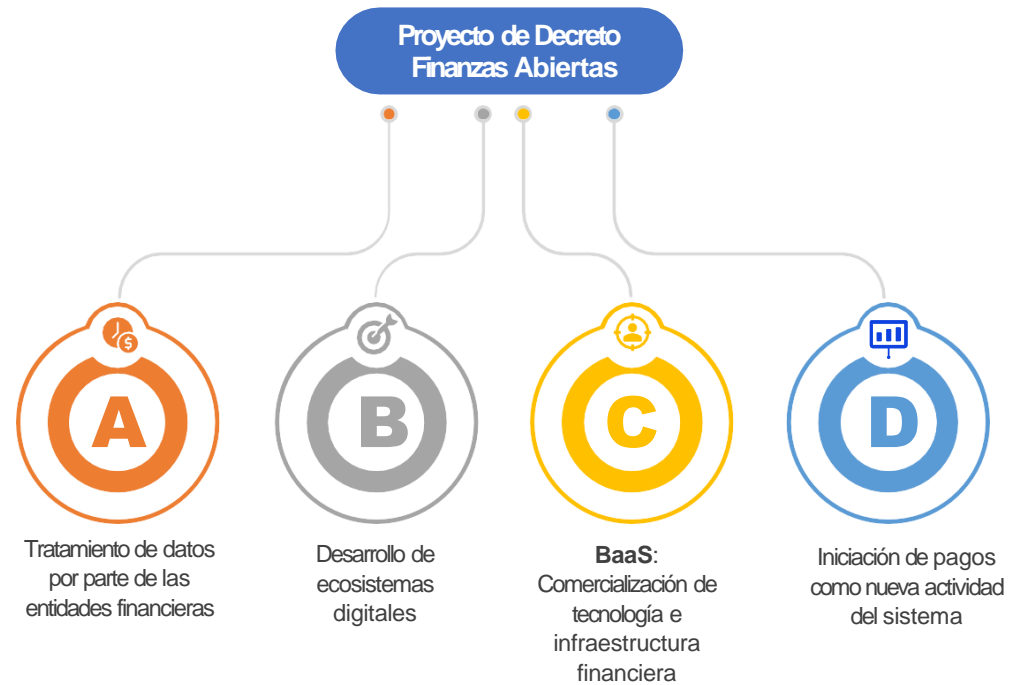 Proyecto de Decreto
Finanzas Abiertas
A
Tratamiento de datos
por parte de las
entidades financieras
B
Desarrollo de
ecosistemas
digitales
C
BaaS:
Comercialización de
tecnología e
infraestructura
financiera
D
Iniciación de pagos
como nueva actividad
del sistema